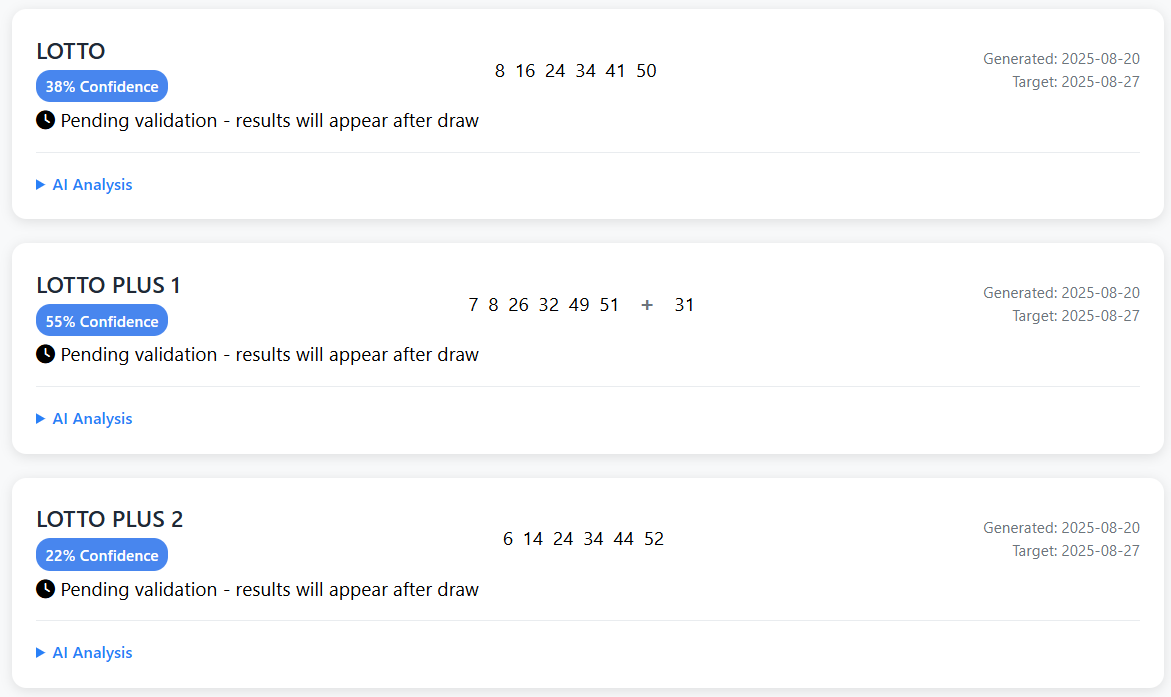 LOTTO
38% Confidence
8 16 24 34 41 50
Generated: 2025-08-20
Target: 2025-08-27
Pending validation - results will appear after draw
AI Analysis
LOTTO PLUS 1
55% Confidence
7 8 26 32 49 51 + 31
Generated: 2025-08-20
Target: 2025-08-27
Pending validation - results will appear after draw
AI Analysis
LOTTO PLUS 2
22% Confidence
6 14 24 34 44 52
Generated: 2025-08-20
Target: 2025-08-27
Pending validation - results will appear after draw
AI Analysis